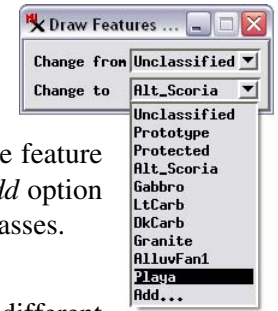 Draw Features ...
Change from Unclassified
Change to Alt_Scoria
Unclassified
Prototype
Protected
Alt_Scoria
Gabbro
LtCarb
DkCarb
Granite
AlluvFan1
Playa
Add...
e feature
dd option
asses.
different